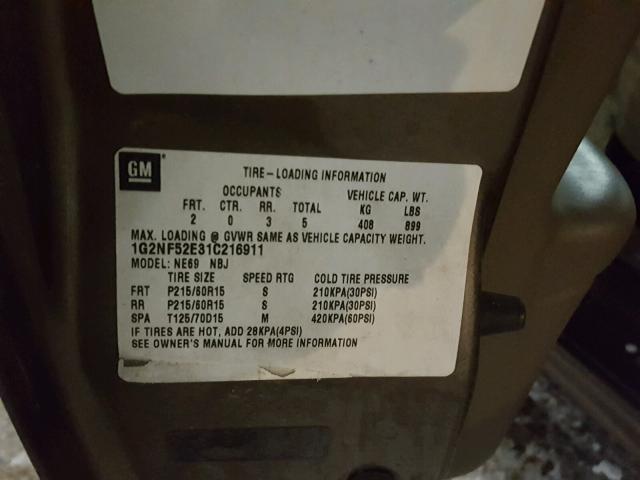 GM
TIRE-LOADING INFORMATION
OCCUPANTS VEHICLE CAP. WT.
FRT. CTR. RR. TOTAL KG LBS
2 0 3 5 408 899
MAX. LOADING @ GVWR SAME AS VEHICLE CAPACITY WEIGHT.
1G2NF52E31C216911
MODEL: NE69 NBJ
TIRE SIZE SPEED RTG COLD TIRE PRESSURE
FRT P215/60R15 S 210KPA(30PSI)
RR P215/60R15 S 210KPA(30PSI)
SPA T125/70D15 M 420KPA(60PSI)
IF TIRES ARE HOT, ADD 28KPA(4PSI)
SEE OWNER'S MANUAL FOR MORE INFORMATION